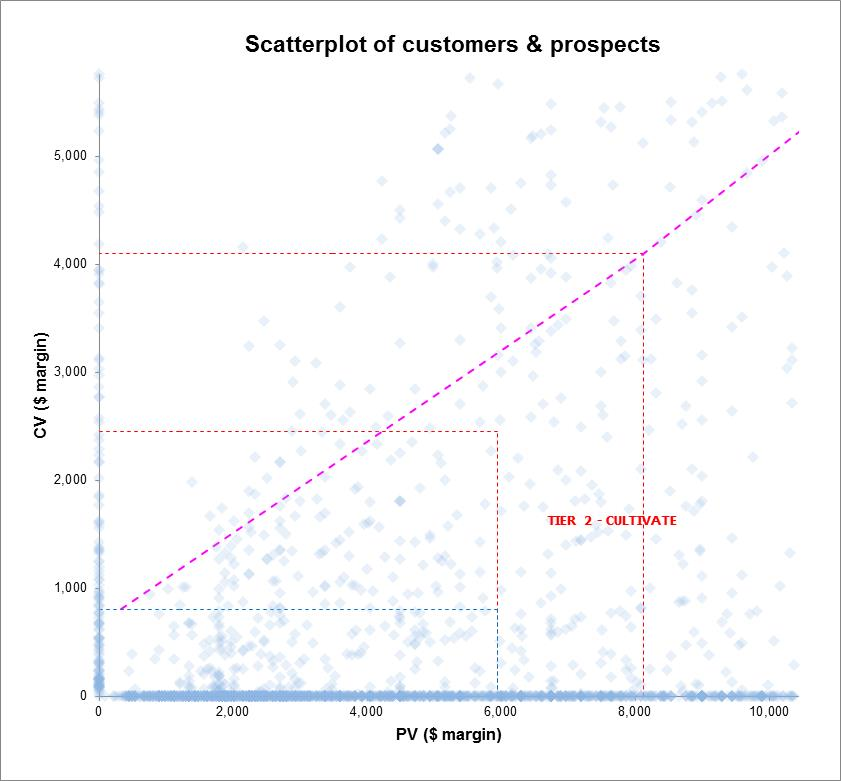 Scatterplot of customers & prospects
5,000
4,000
3,000
2,000
1,000
0
CV ($ margin)
TIER 2 - CULTIVATE
0 2,000 4,000 6,000 8,000 10,000
PV ($ margin)